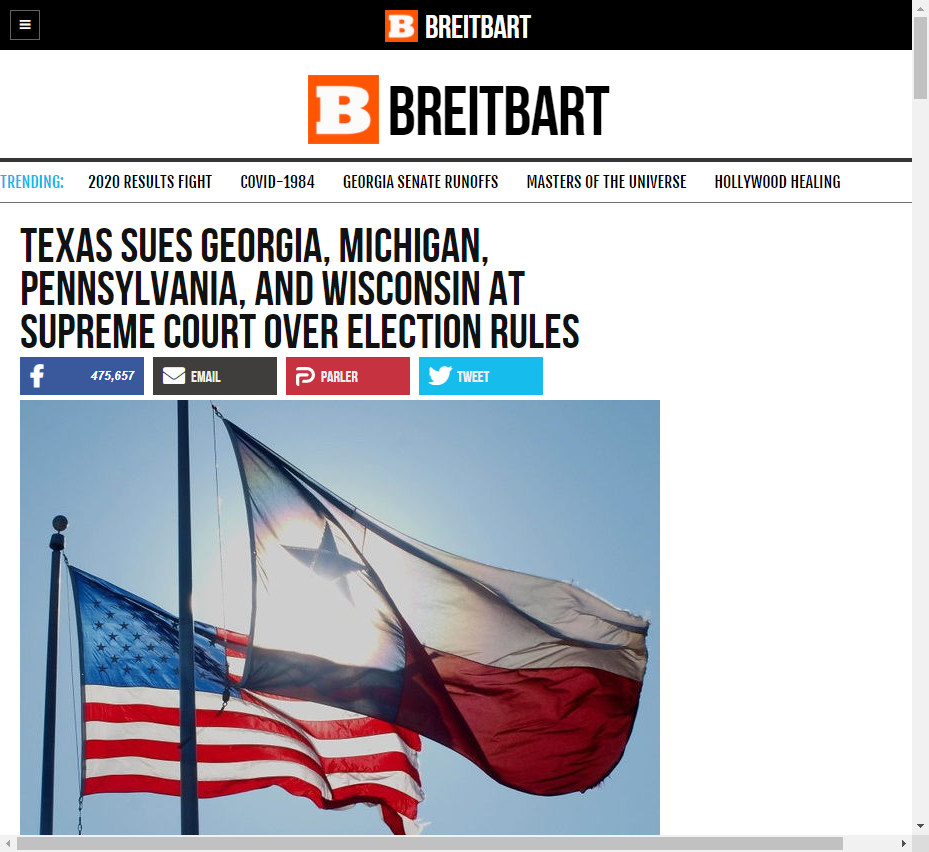 B BREITBART
B BREITBART
TRENDING: 2020 RESULTS FIGHT COVID-1984 GEORGIA SENATE RUNOFFS MASTERS OF THE UNIVERSE HOLLYWOOD HEALING
TEXAS SUES GEORGIA, MICHIGAN,
PENNSYLVANIA, AND WISCONSIN AT
SUPREME COURT OVER ELECTION RULES
f 475,657 EMAIL PARLER TWEET